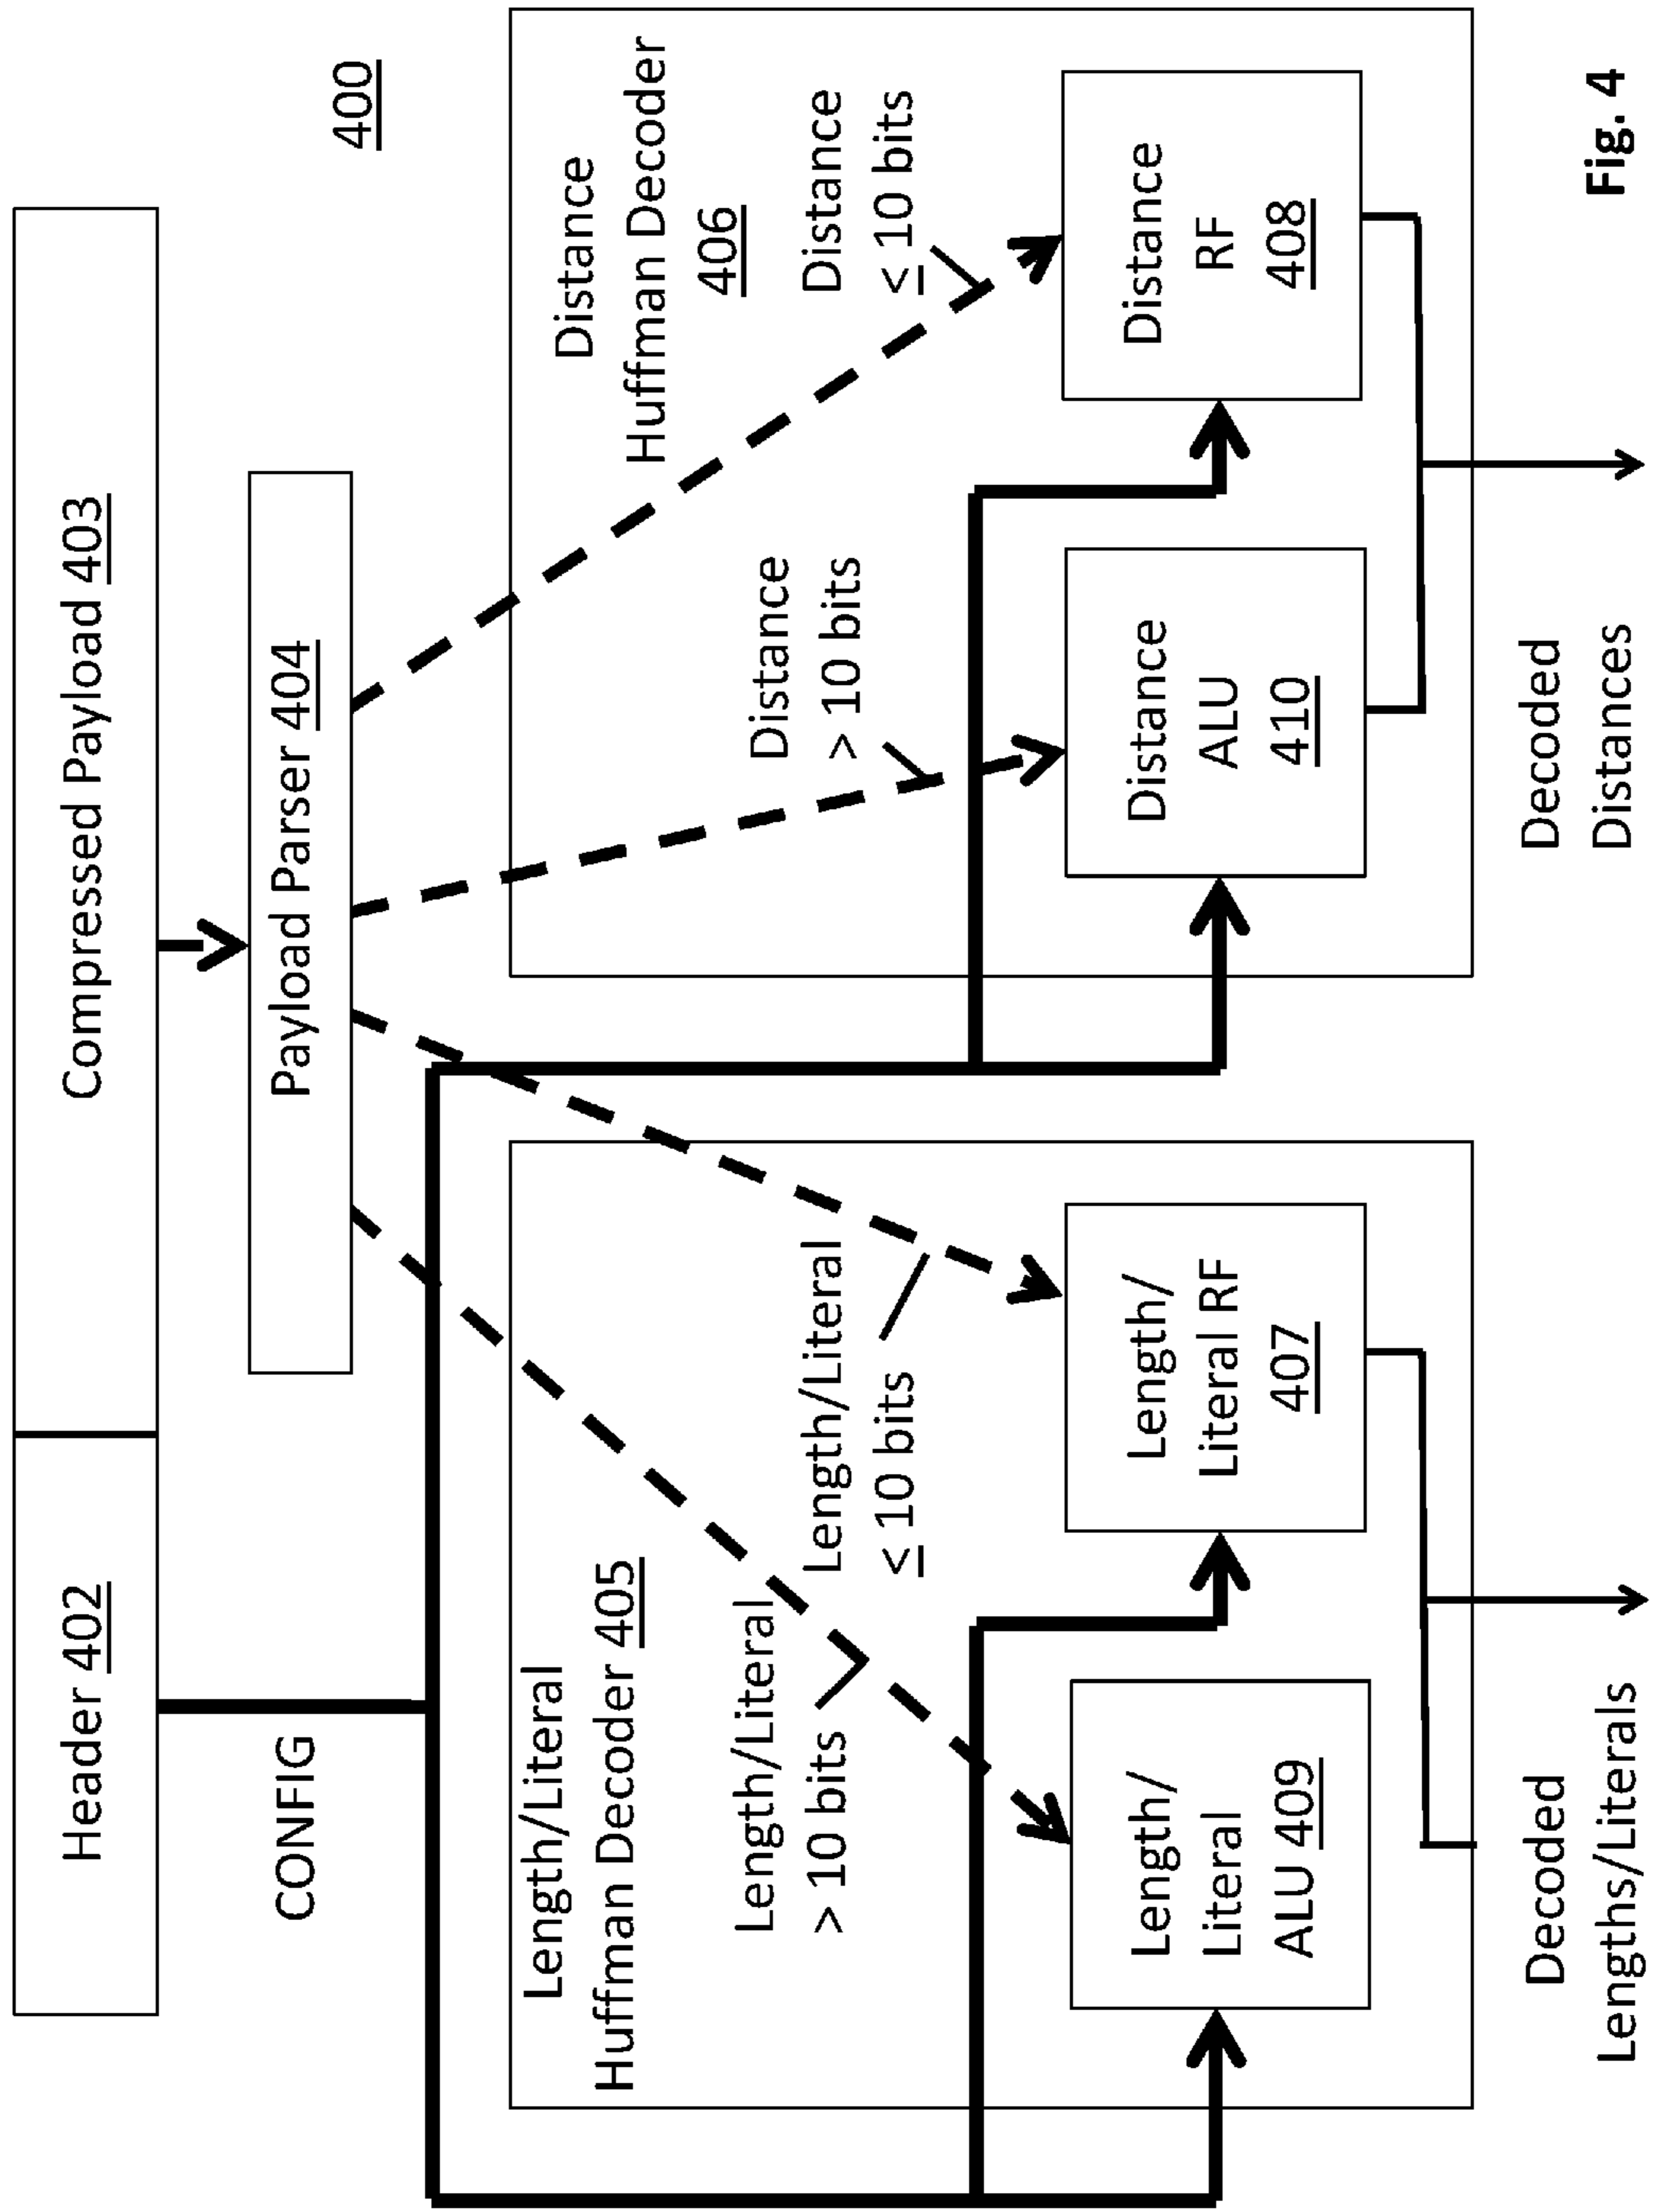 Header 402
Compressed Payload 403
CONFIG
Payload Parser 404
400
Length/Literal
Huffman Decoder 405
Length/Literal
> 10 bits
Length/Literal
≤ 10 bits
Length/
Literal
ALU 409
Length/
Literal RF
407
Decoded
Lengths/Literals
Distance
Huffman Decoder
406
Distance
> 10 bits
Distance
≤ 10 bits
Distance
ALU
410
Distance
RF
408
Decoded
Distances
Fig. 4